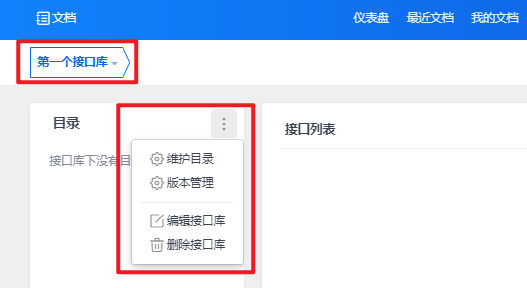 文档 仪表盘 最近文档 我的文档
第一个接口库
目录
接口列表
接口库下没有目
维护目录
版本管理
编辑接口库
删除接口库